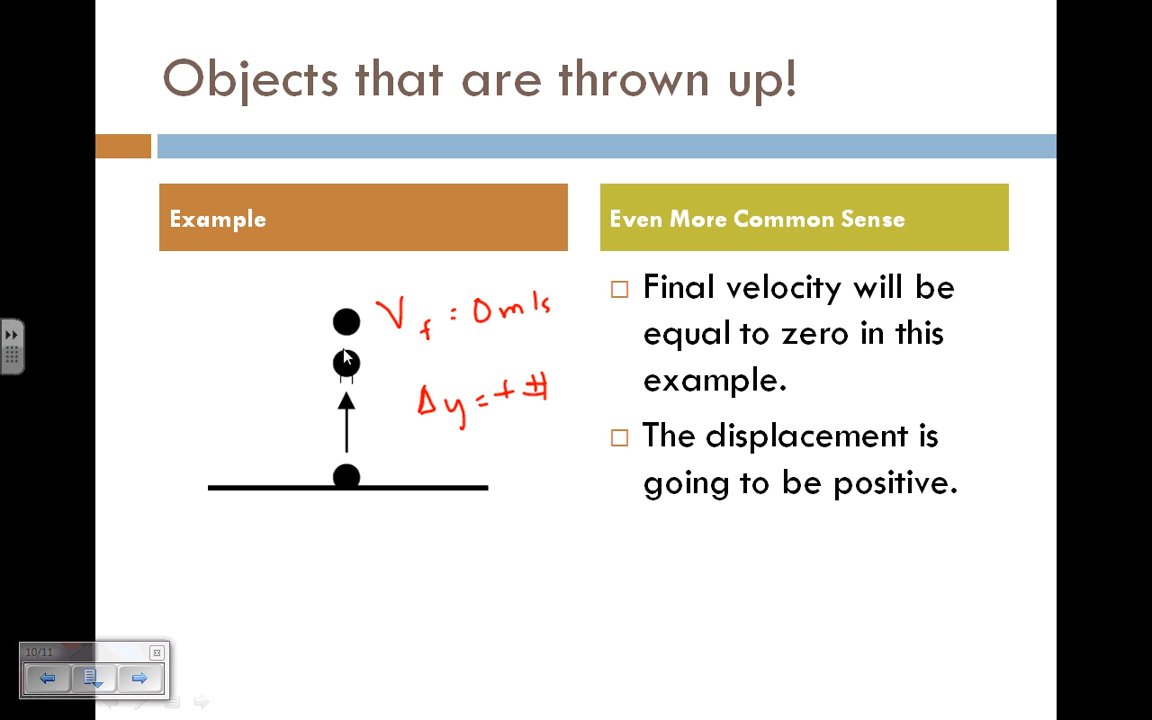 Objects that are thrown up!
Example
Even More Common Sense
V_f = 0 m/s
Δy = + #
Final velocity will be
equal to zero in this
example.
The displacement is
going to be positive.
10/11